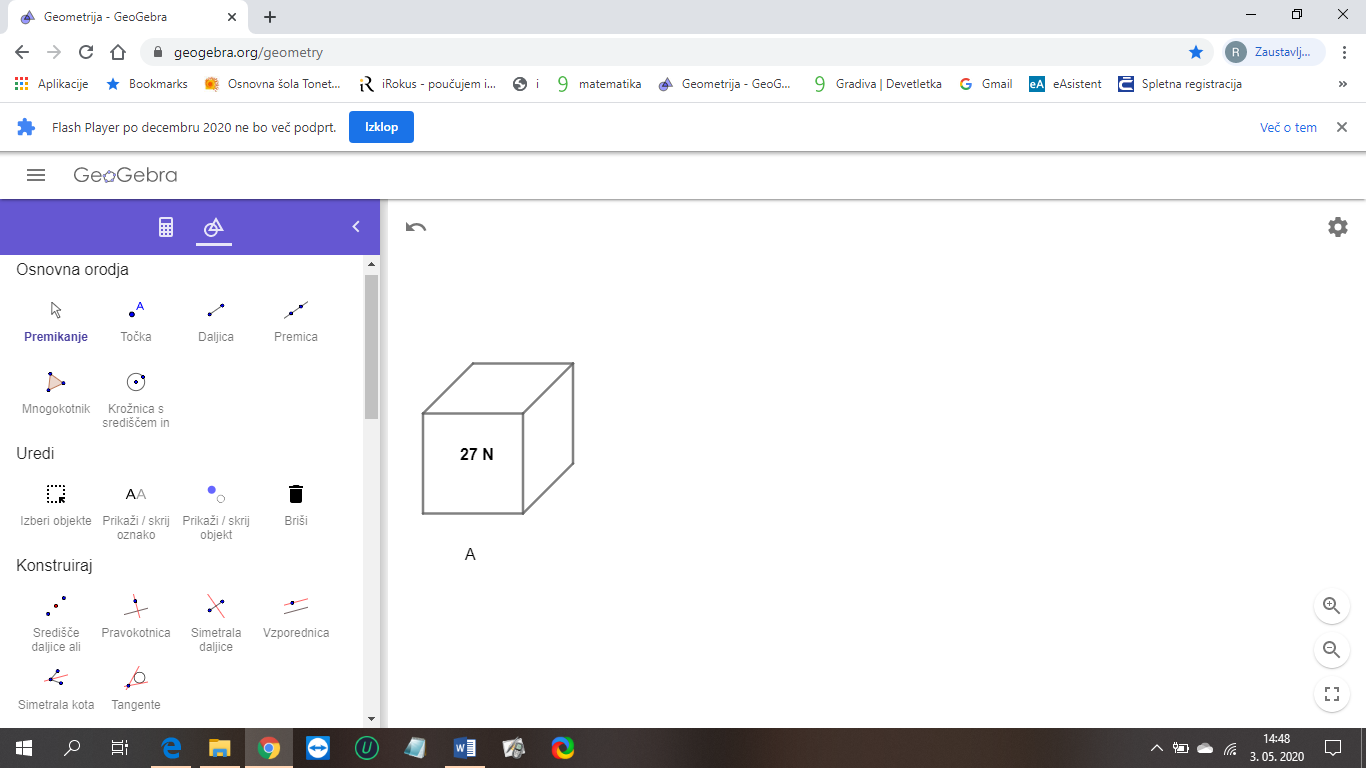 Geometrija - GeoGebra
geogebra.org/geometry
R Zaustavlj...
Aplikacije Bookmarks Osnovna šola Tonet... iRokus - poučujem i... i matematika Geometrija - GeoG... Gradiva | Devetletka Gmail eA eAsistent Spletna registracija
Flash Player po decembru 2020 ne bo več podprt. Izklop Več o tem
GeoGebra
Osnovna orodja
A
Premikanje Točka Daljica Premica
Mnogokotnik Krožnica s
središčem in
Uredi
AA
Izberi objekte Prikaži / skrij Prikaži / skrij Briši
oznako objekt
Konstruiraj
Središče Pravokotnica Simetrala Vzporednica
daljice ali daljice
Simetrala kota Tangente
27 N
A
14:48
3. 05. 2020